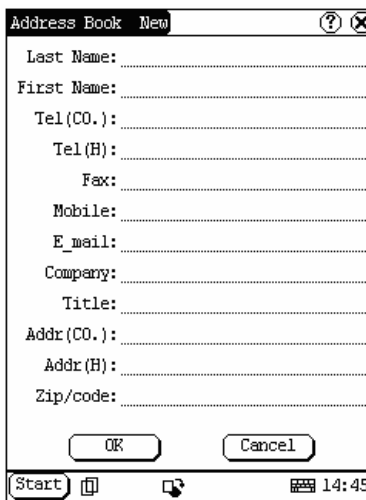 Address Book New ?
Last Name:
First Name:
Tel(CO.):
Tel(H):
Fax:
Mobile:
E_mail:
Company:
Title:
Addr(CO.):
Addr(H):
Zip/code:
OK Cancel
Start 14:45